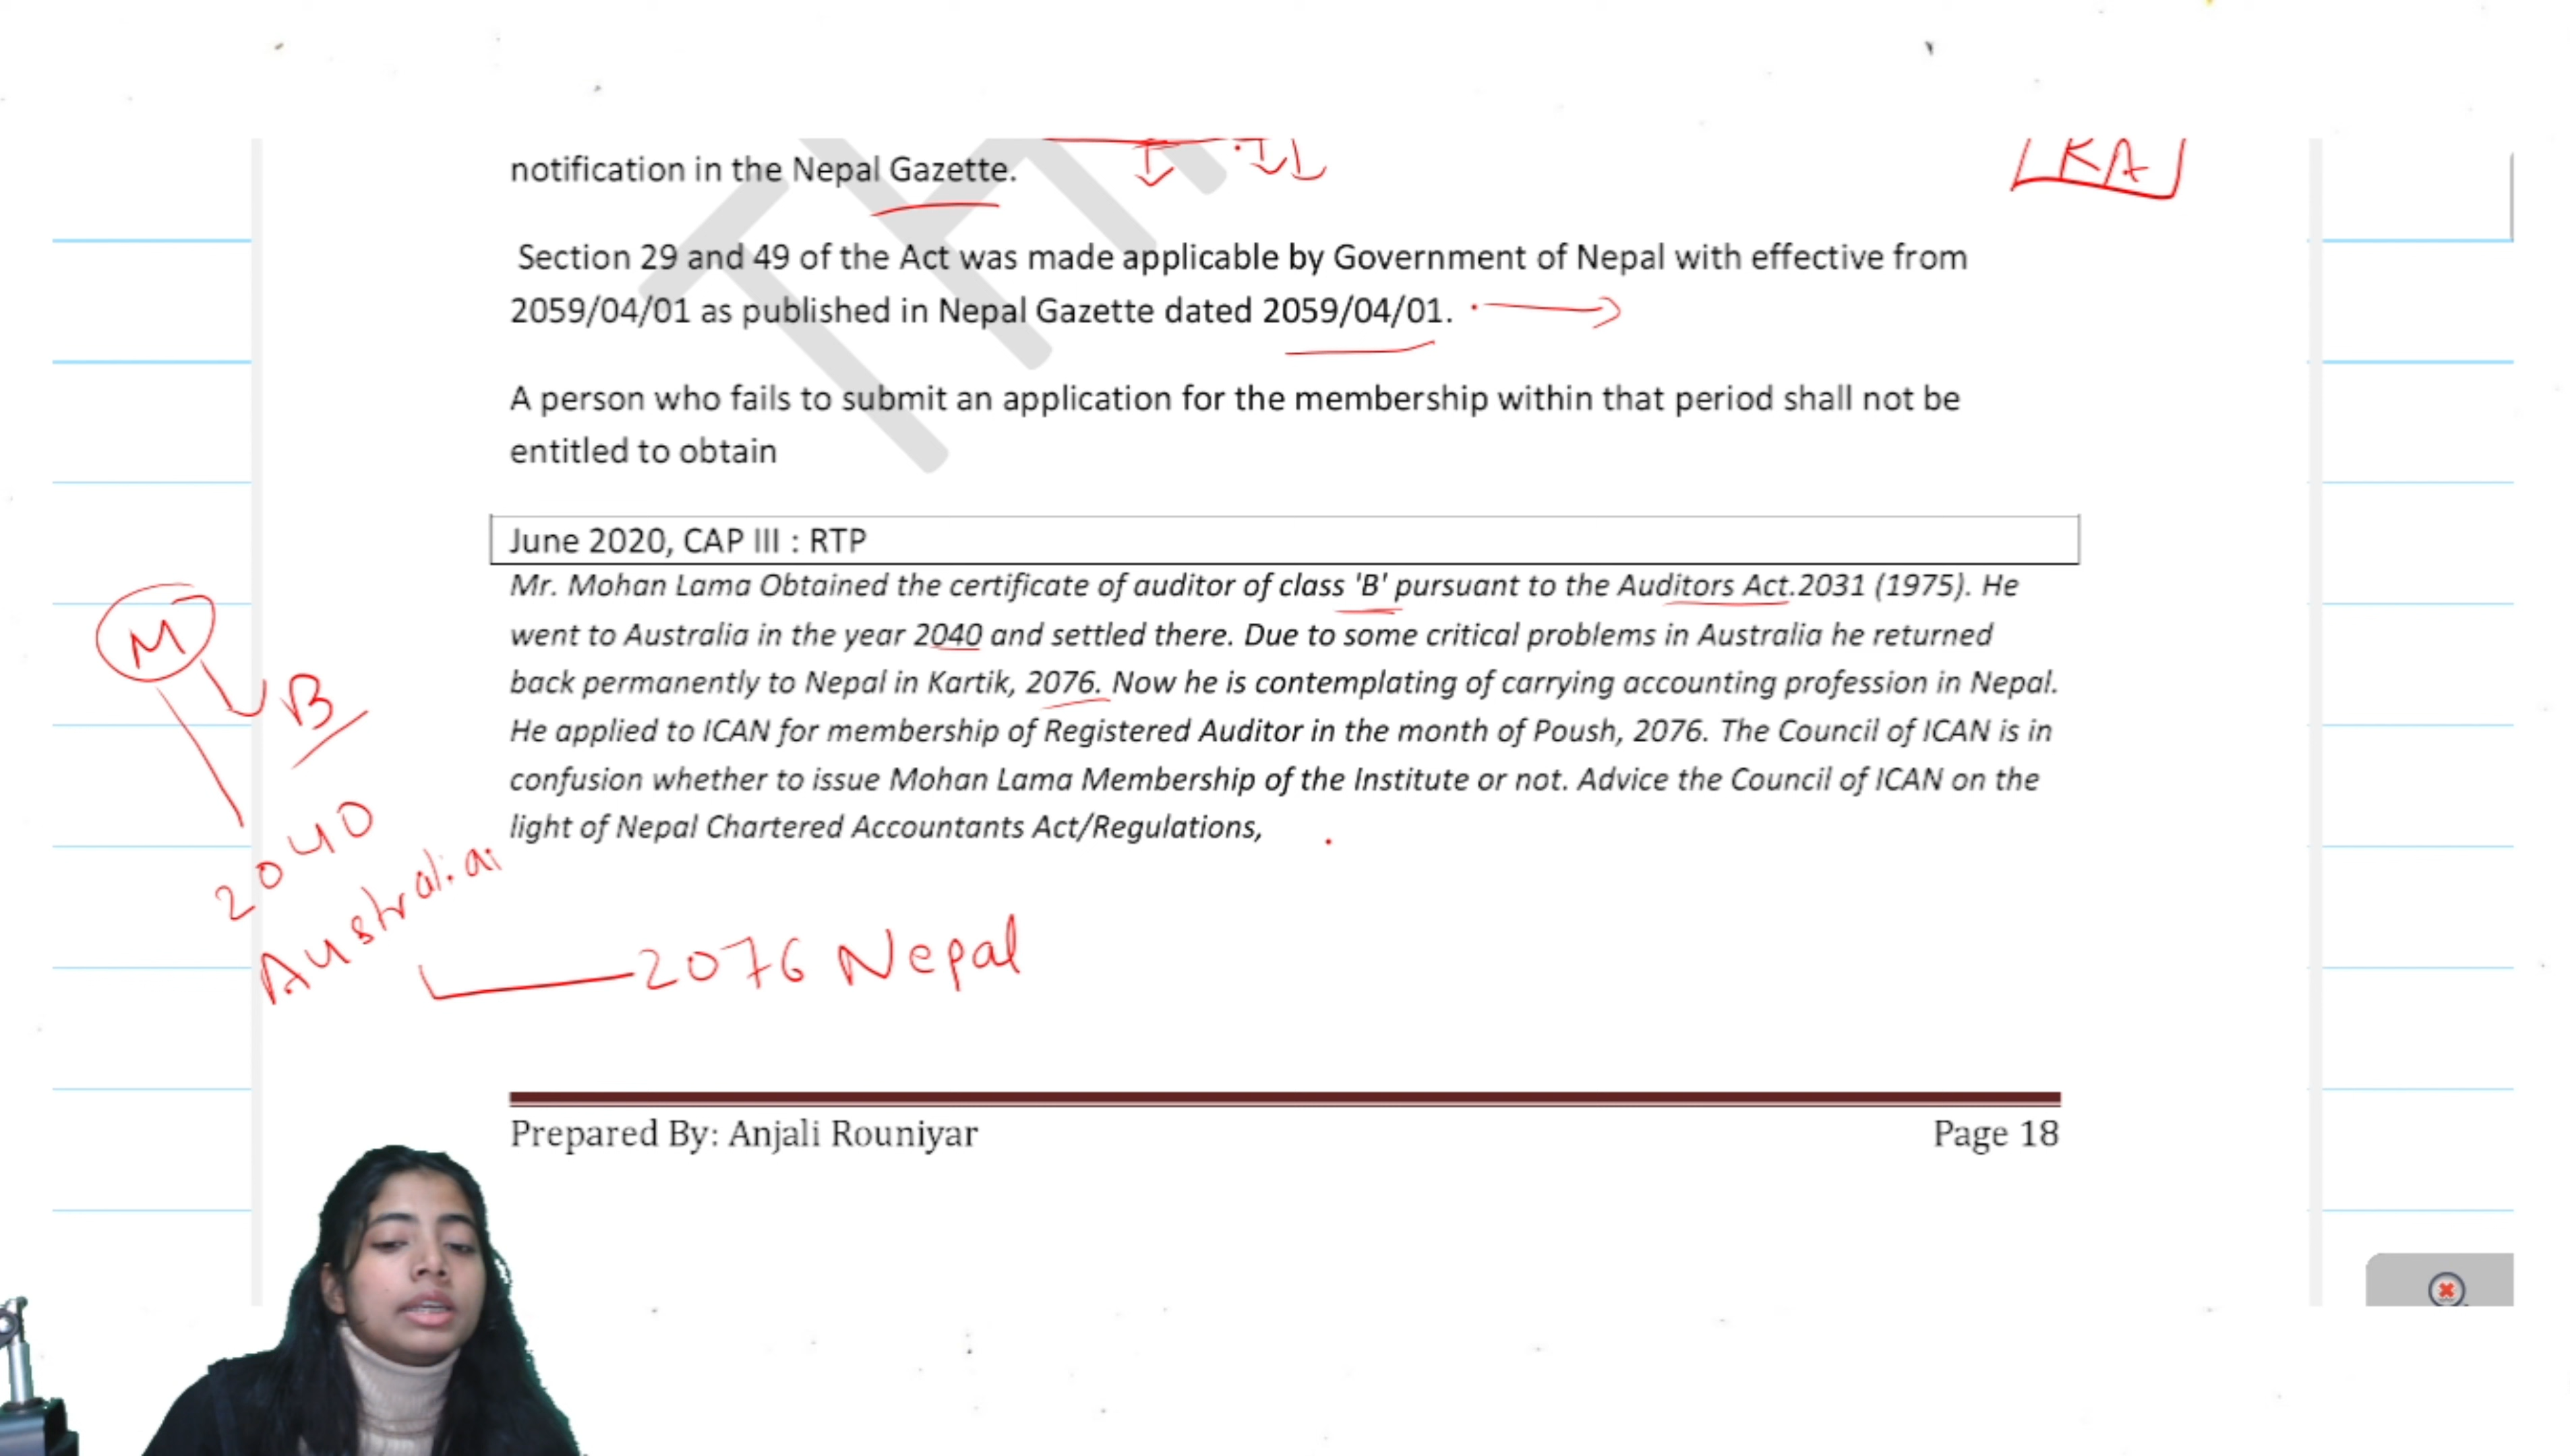 notification in the Nepal Gazette.
KA
Section 29 and 49 of the Act was made applicable by Government of Nepal with effective from
2059/04/01 as published in Nepal Gazette dated 2059/04/01.
A person who fails to submit an application for the membership within that period shall not be
entitled to obtain
June 2020, CAP III : RTP
Mr. Mohan Lama Obtained the certificate of auditor of class 'B' pursuant to the Auditors Act.2031 (1975). He
went to Australia in the year 2040 and settled there. Due to some critical problems in Australia he returned
back permanently to Nepal in Kartik, 2076. Now he is contemplating of carrying accounting profession in Nepal.
He applied to ICAN for membership of Registered Auditor in the month of Poush, 2076. The Council of ICAN is in
confusion whether to issue Mohan Lama Membership of the Institute or not. Advice the Council of ICAN on the
light of Nepal Chartered Accountants Act/Regulations,
M
B
2040
Australia
2076 Nepal
Prepared By: Anjali Rouniyar
Page 18